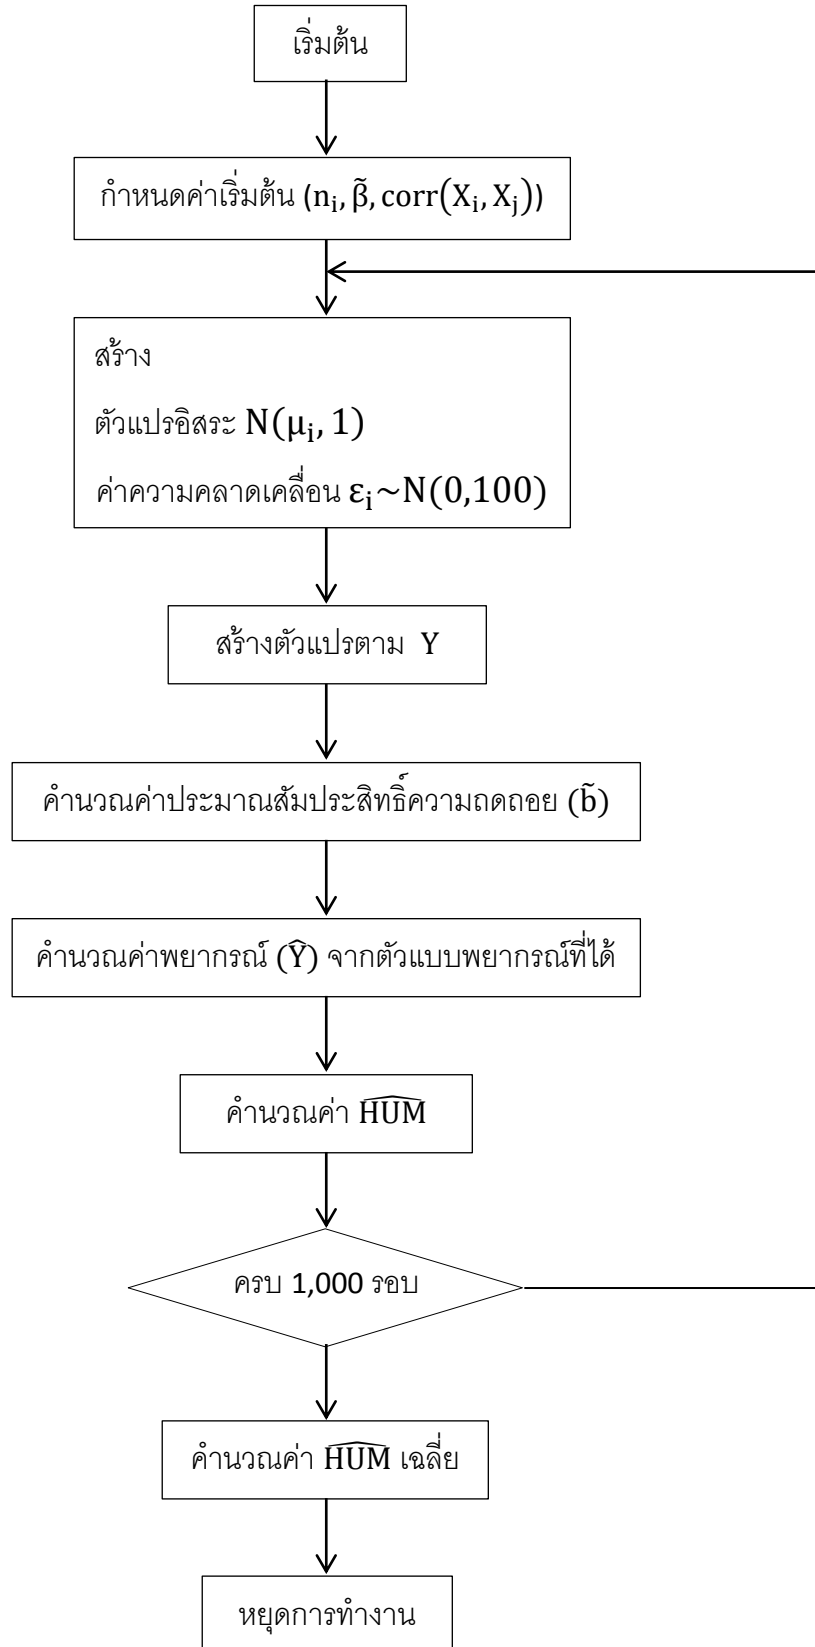 เริ่มต้น
กำหนดค่าเริ่มต้น (nᵢ, β̃, corr(Xᵢ, Xⱼ))
สร้าง
ตัวแปรอิสระ N(μᵢ, 1)
ค่าความคลาดเคลื่อน εᵢ~N(0,100)
สร้างตัวแปรตาม Y
คำนวณค่าประมาณสัมประสิทธิ์ความถดถอย (b̃)
คำนวณค่าพยากรณ์ (Ŷ) จากตัวแบบพยากรณ์ที่ได้
คำนวณค่า \widehat{HUM}
ครบ 1,000 รอบ
คำนวณค่า \widehat{HUM} เฉลี่ย
หยุดการทำงาน